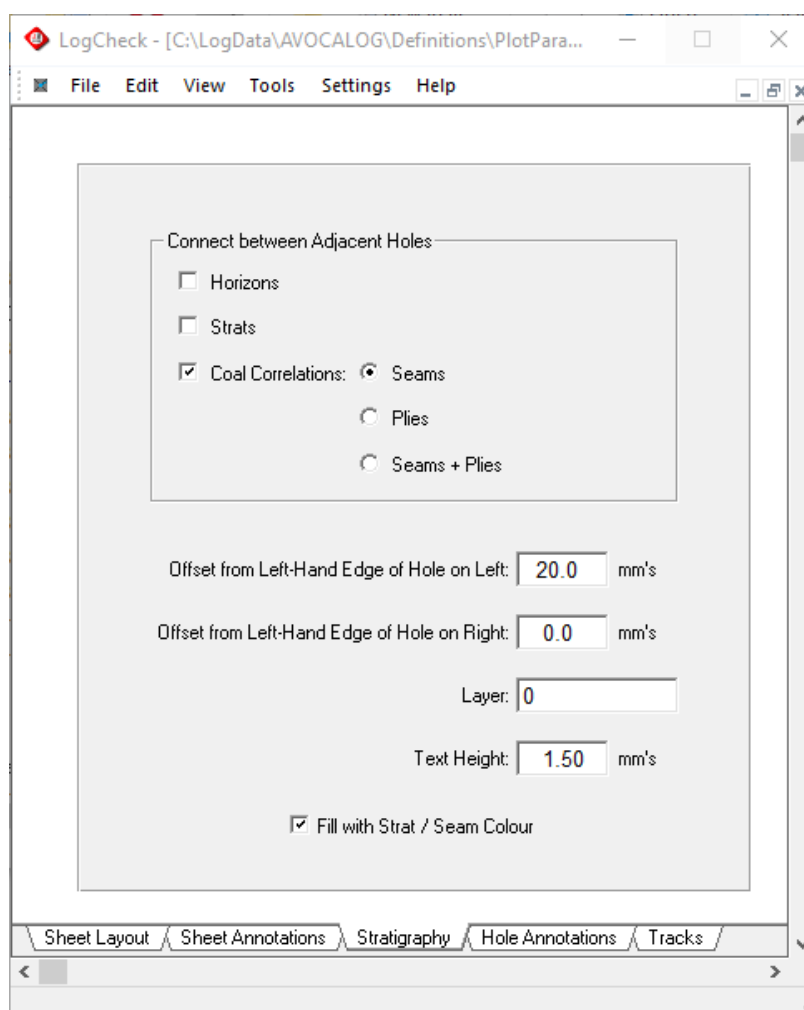 LogCheck - [C:\LogData\AVOCALOG\Definitions\PlotPara...
File Edit View Tools Settings Help
Connect between Adjacent Holes
Horizons
Strats
Coal Correlations: Seams
Plies
Seams + Plies
Offset from Left-Hand Edge of Hole on Left: 20.0 mm's
Offset from Left-Hand Edge of Hole on Right: 0.0 mm's
Layer: 0
Text Height: 1.50 mm's
Fill with Strat / Seam Colour
Sheet Layout Sheet Annotations Stratigraphy Hole Annotations Tracks